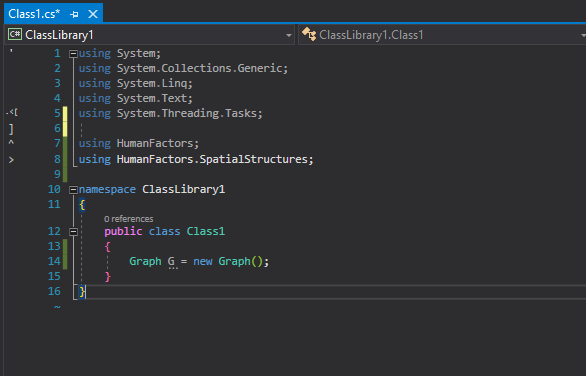 Class1.cs*
C# ClassLibrary1 ClassLibrary1.Class1
1 using System;
2 using System.Collections.Generic;
3 using System.Linq;
4 using System.Text;
5 using System.Threading.Tasks;
6
7 using HumanFactors;
8 using HumanFactors.SpatialStructures;
9
10 namespace ClassLibrary1
11 {
0 references
12 public class Class1
13 {
14 Graph G = new Graph();
15 }
16 }
~